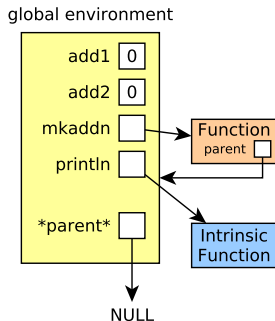 global environment
add1 0
add2 0
mkaddn
println
*parent*
Function
parent
Intrinsic
Function
NULL